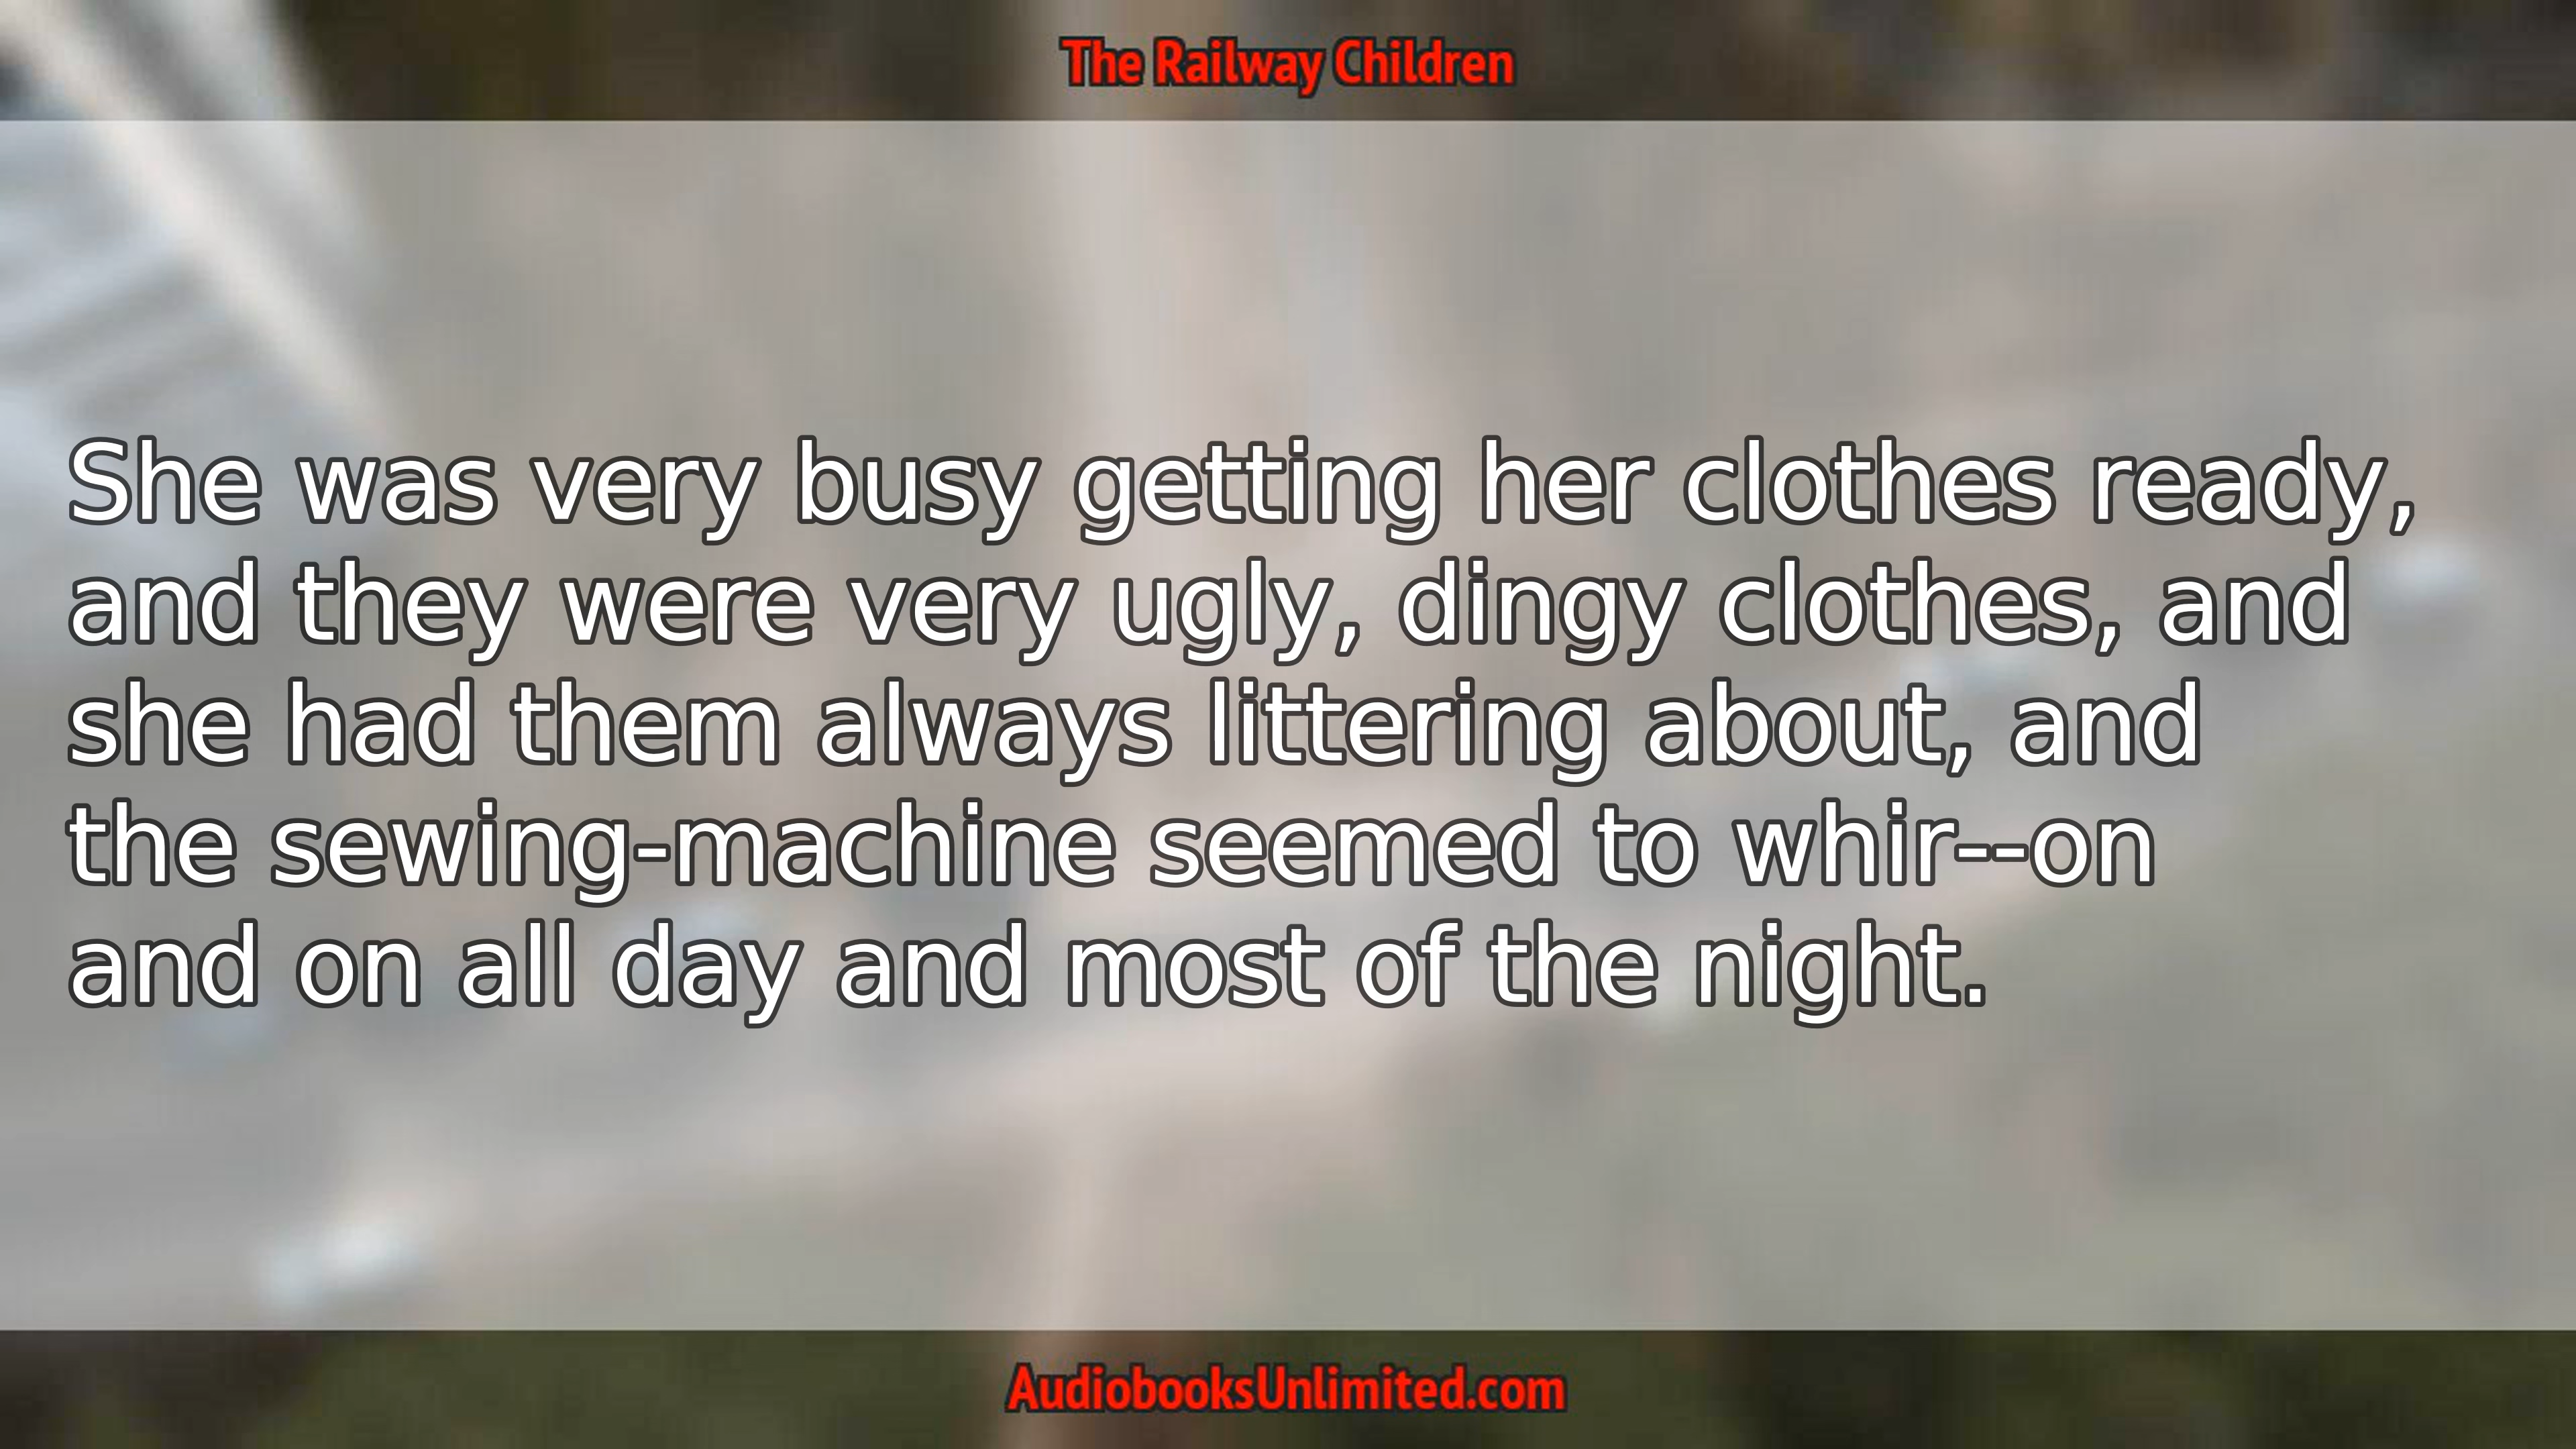 The Railway Children
She was very busy getting her clothes ready,
and they were very ugly, dingy clothes, and
she had them always littering about, and
the sewing-machine seemed to whir--on
and on all day and most of the night.
AudiobooksUnlimited.com